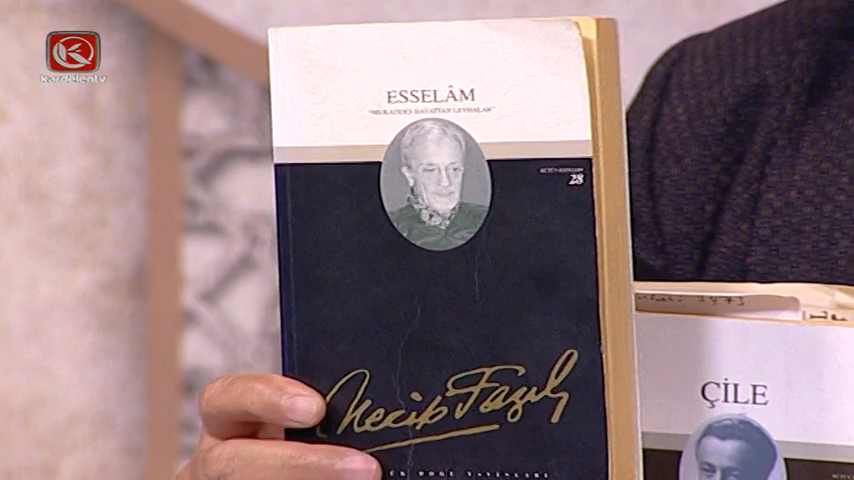 kardelentv
ESSELÂM
"MUKADDES HAYATTAN LEVHALAR"
28
Necip Fazıl
ÇİLE